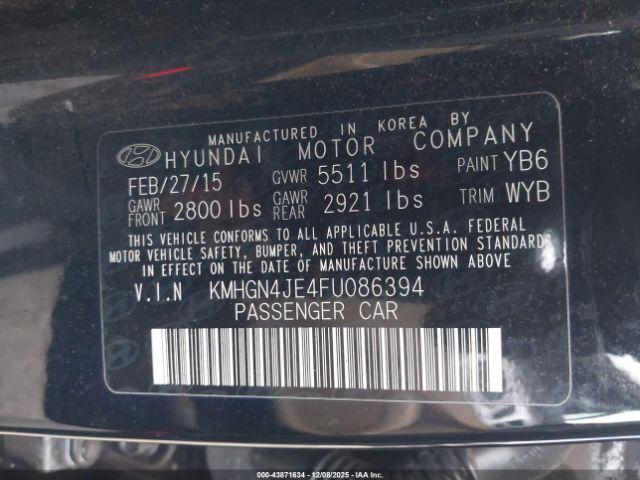 MANUFACTURED IN KOREA BY
HYUNDAI MOTOR COMPANY
FEB/27/15 GVWR 5511 lbs PAINT YB6
GAWR FRONT 2800 lbs GAWR REAR 2921 lbs TRIM WYB
THIS VEHICLE CONFORMS TO ALL APPLICABLE U.S.A. FEDERAL
MOTOR VEHICLE SAFETY, BUMPER, AND THEFT PREVENTION STANDARDS
IN EFFECT ON THE DATE OF MANUFACTURE SHOWN ABOVE
V.I.N KMHGN4JE4FU086394
PASSENGER CAR
000-43871634 | 12/08/2025 - IAA Inc.